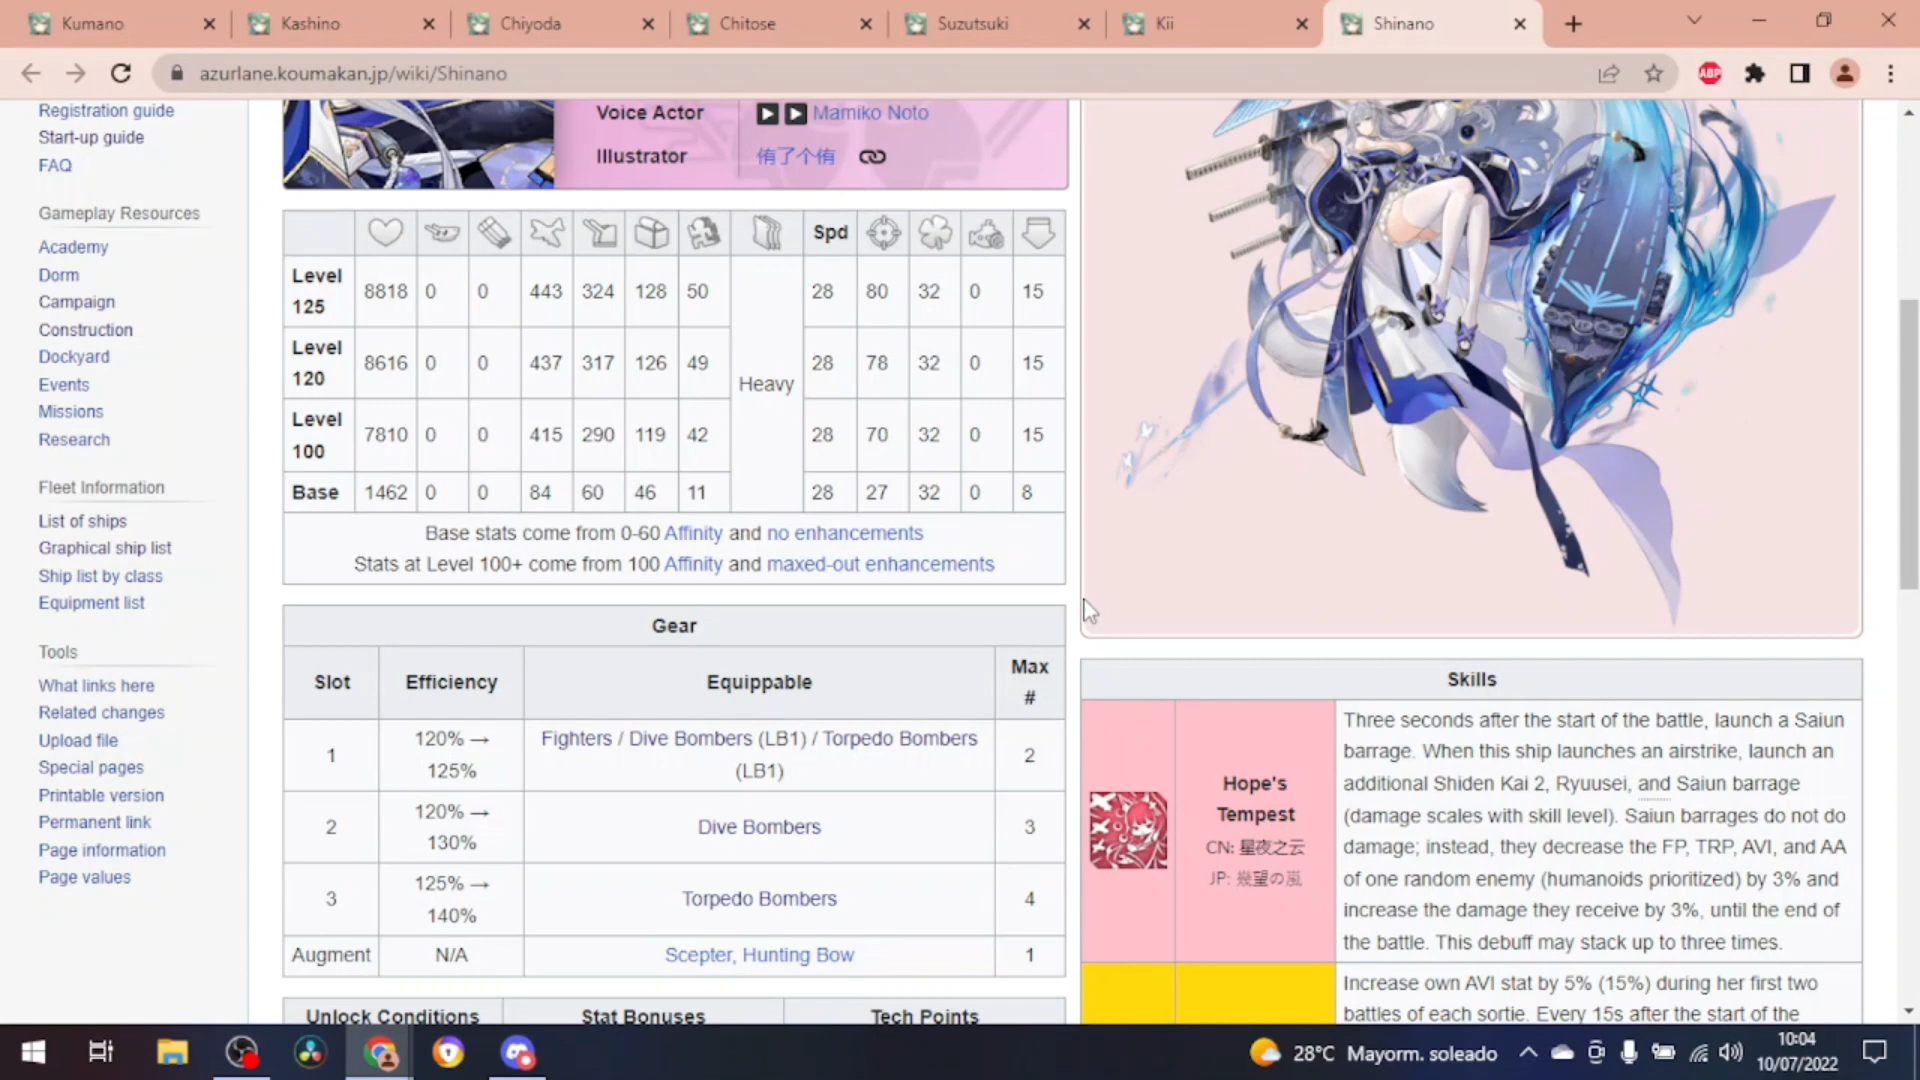 Kumano
Kashino
Chiyoda
Chitose
Suzutsuki
Kii
Shinano
azurlane.koumakan.jp/wiki/Shinano
ABP
Registration guide
Start-up guide
FAQ
Gameplay Resources
Academy
Dorm
Campaign
Construction
Dockyard
Events
Missions
Research
Fleet Information
List of ships
Graphical ship list
Ship list by class
Equipment list
Tools
What links here
Related changes
Upload file
Special pages
Printable version
Permanent link
Page information
Page values
Voice Actor Mamiko Noto
Illustrator 侑了个侑
Spd
Level 125 8818 0 0 443 324 128 50 28 80 32 0 15
Level 120 8616 0 0 437 317 126 49 28 78 32 0 15
Heavy
Level 100 7810 0 0 415 290 119 42 28 70 32 0 15
Base 1462 0 0 84 60 46 11 28 27 32 0 8
Base stats come from 0-60 Affinity and no enhancements
Stats at Level 100+ come from 100 Affinity and maxed-out enhancements
Gear
Slot Efficiency Equippable Max #
1 120% → 125% Fighters / Dive Bombers (LB1) / Torpedo Bombers (LB1) 2
2 120% → 130% Dive Bombers 3
3 125% → 140% Torpedo Bombers 4
Augment N/A Scepter, Hunting Bow 1
Unlock Conditions Stat Bonuses Tech Points
Skills
Hope's
Tempest
CN: 星夜之云
JP: 幾望の嵐
Three seconds after the start of the battle, launch a Saiun
barrage. When this ship launches an airstrike, launch an
additional Shiden Kai 2, Ryuusei, and Saiun barrage
(damage scales with skill level). Saiun barrages do not do
damage; instead, they decrease the FP, TRP, AVI, and AA
of one random enemy (humanoids prioritized) by 3% and
increase the damage they receive by 3%, until the end of
the battle. This debuff may stack up to three times.
Increase own AVI stat by 5% (15%) during her first two
battles of each sortie. Every 15s after the start of the
28°C Mayorm. soleado
10:04
10/07/2022